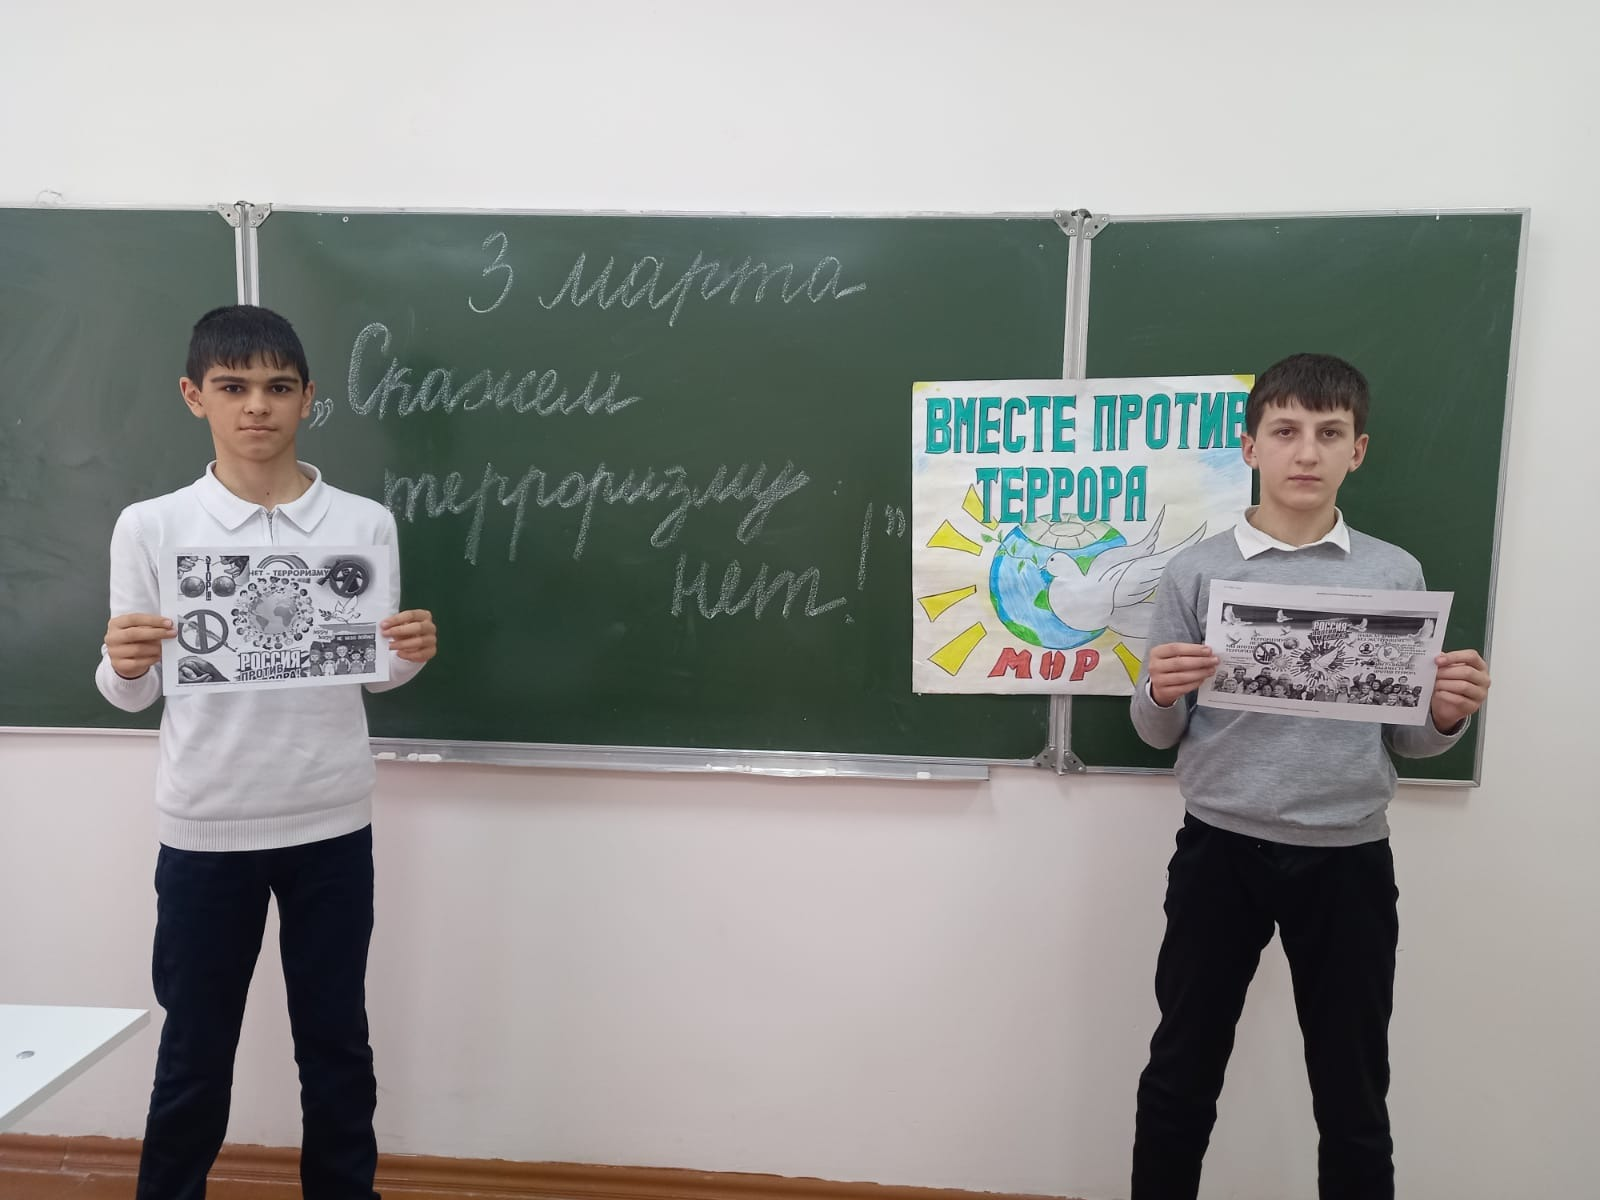 3 марта
„Скажем
терроризму
нет!”
ВМЕСТЕ ПРОТИВ
ТЕРРОРА
МИР
НЕТ - ТЕРРОРИЗМУ
РОССИЯ
ПРОТИВ
ТЕРРОРА!
РОССИЯ